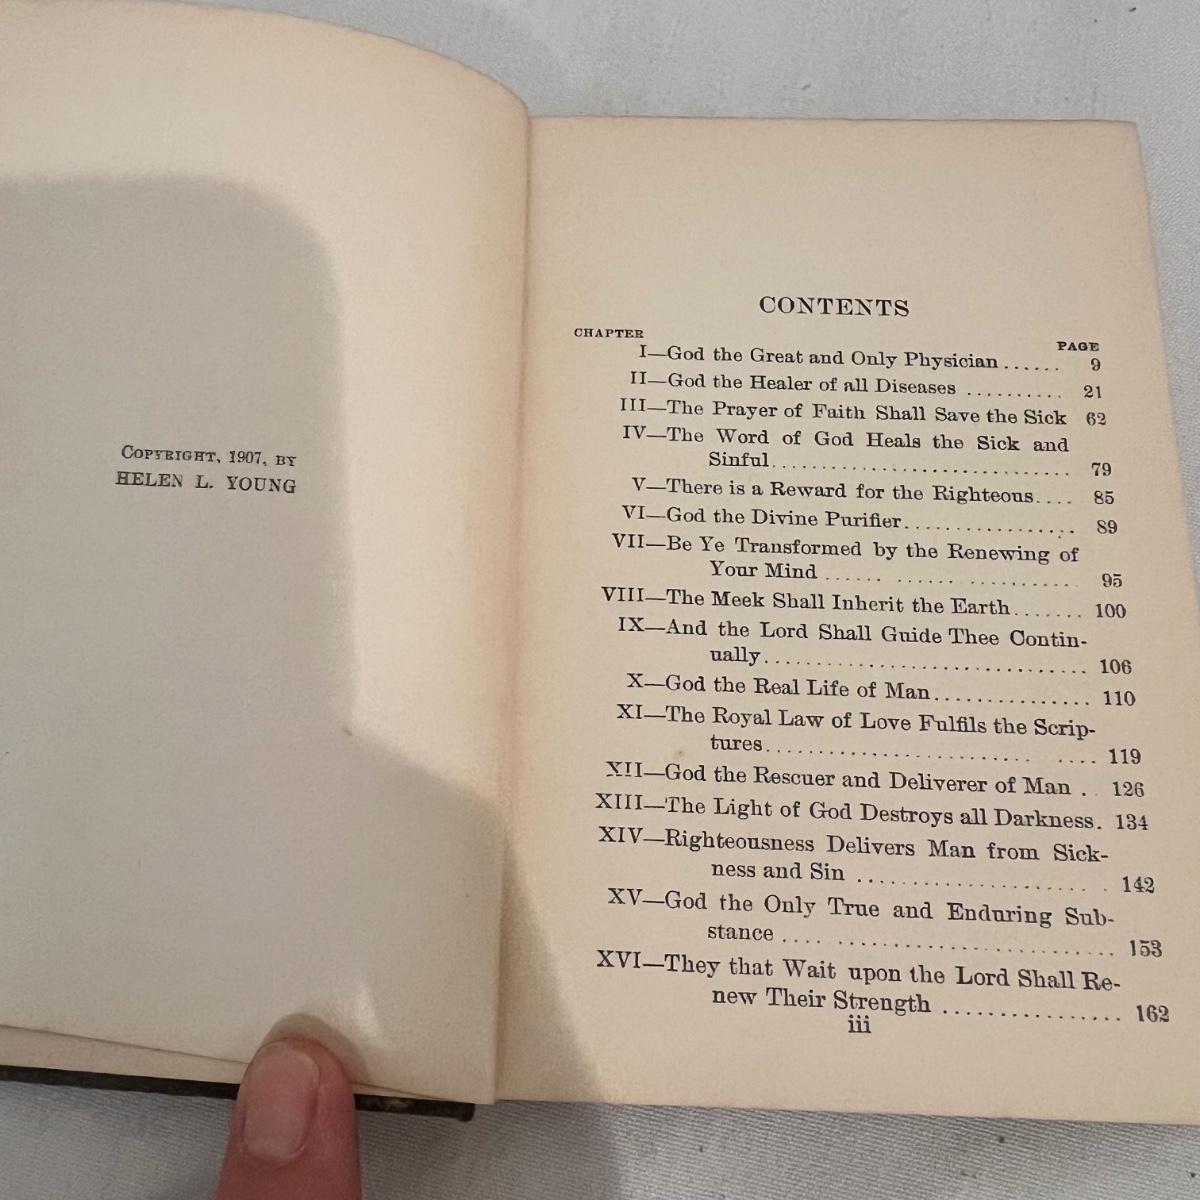 COPYRIGHT, 1907, BY
HELEN L. YOUNG
CONTENTS
CHAPTER
PAGE
I—God the Great and Only Physician ...... 9
II—God the Healer of all Diseases .......... 21
III—The Prayer of Faith Shall Save the Sick 62
IV—The Word of God Heals the Sick and
Sinful............................. 79
V—There is a Reward for the Righteous.... 85
VI—God the Divine Purifier................. 89
VII—Be Ye Transformed by the Renewing of
Your Mind ...... ...... ........... 95
VIII—The Meek Shall Inherit the Earth....... 100
IX—And the Lord Shall Guide Thee Contin-
ually............................... 106
X—God the Real Life of Man............... 110
XI—The Royal Law of Love Fulfils the Scrip-
tures.......................... .... 119
XII—God the Rescuer and Deliverer of Man . . 126
XIII—The Light of God Destroys all Darkness. 134
XIV—Righteousness Delivers Man from Sick-
ness and Sin ..................... . 142
XV—God the Only True and Enduring Sub-
stance .... .......................... 153
XVI—They that Wait upon the Lord Shall Re-
new Their Strength ................ 162
iii